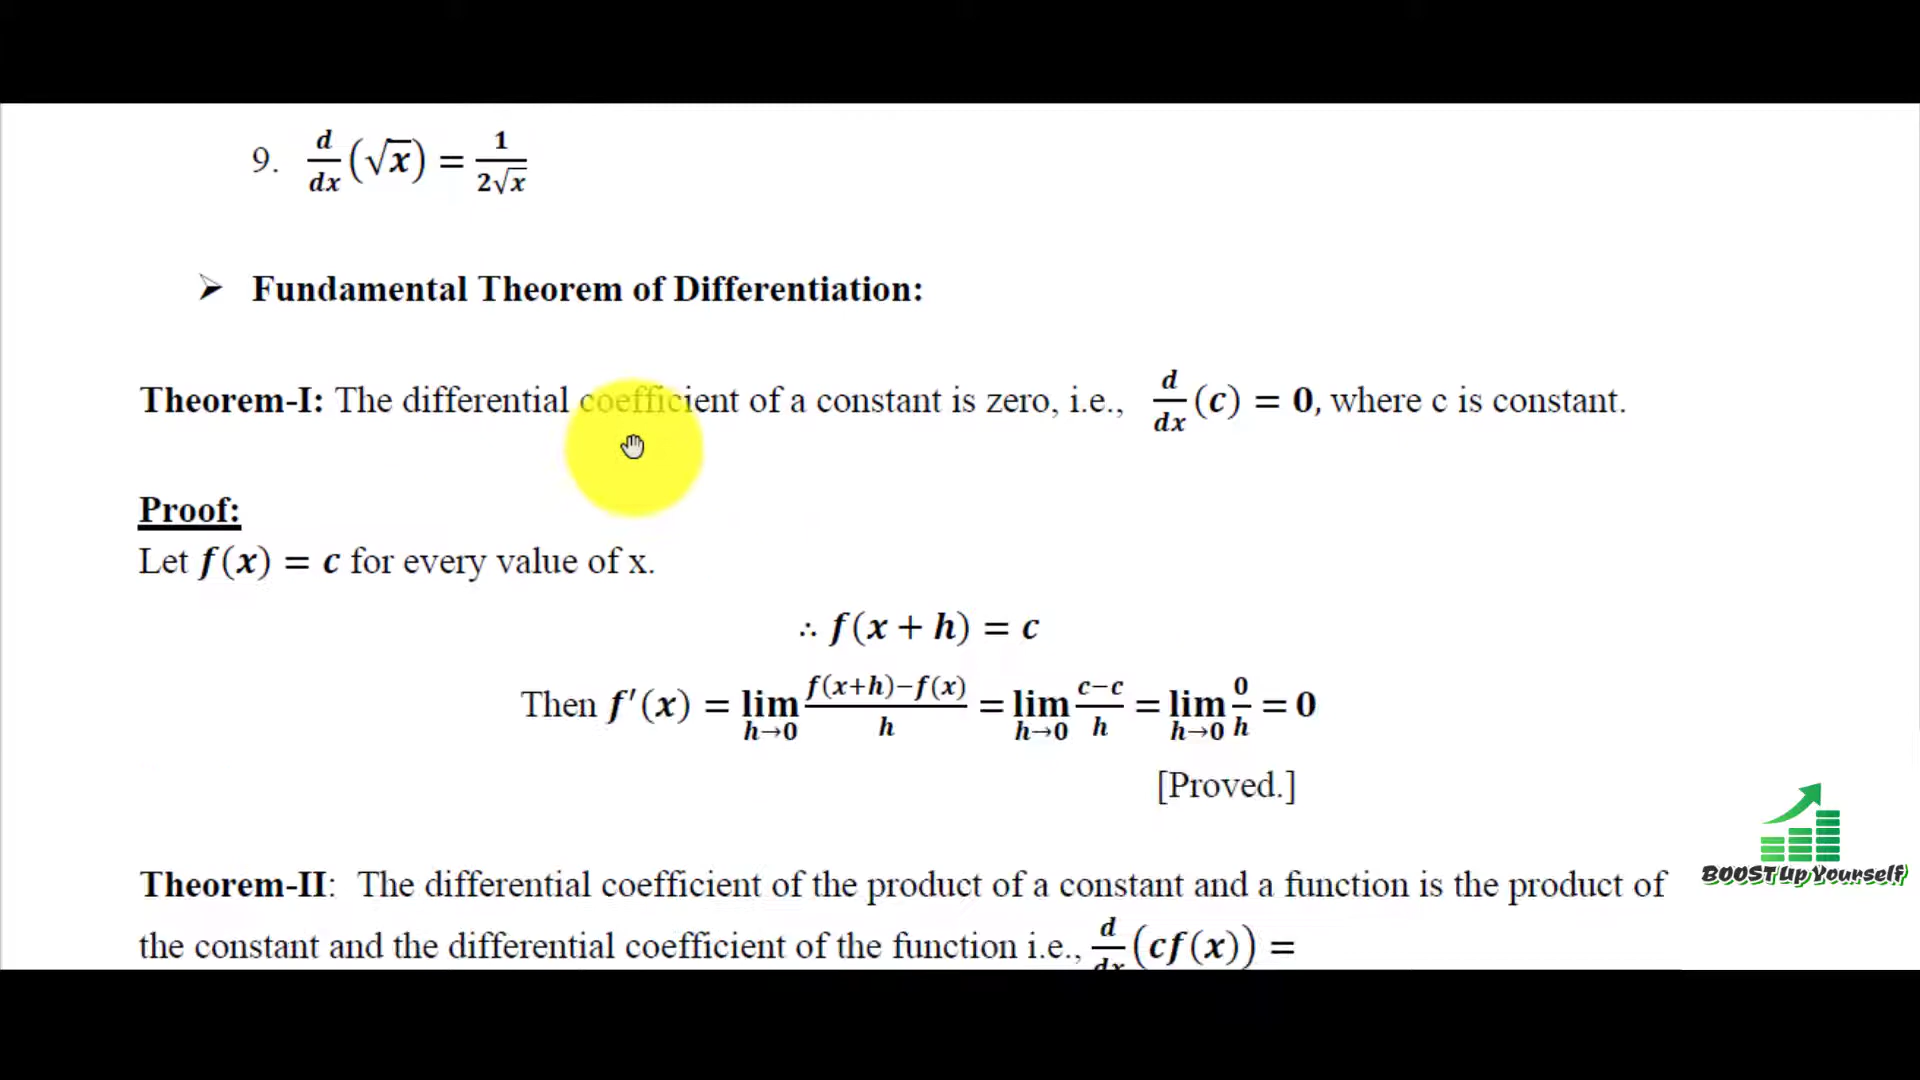 9. d/dx (√x) = 1/(2√x)
➢ Fundamental Theorem of Differentiation:
Theorem-I: The differential coefficient of a constant is zero, i.e., d/dx (c) = 0, where c is constant.
Proof:
Let f(x) = c for every value of x.
∴ f(x + h) = c
Then f′(x) = lim h→0 (f(x+h)−f(x))/h = lim h→0 (c−c)/h = lim h→0 0/h = 0
[Proved.]
BOOST Up Yourself
Theorem-II: The differential coefficient of the product of a constant and a function is the product of
the constant and the differential coefficient of the function i.e., d/dx (cf(x)) =